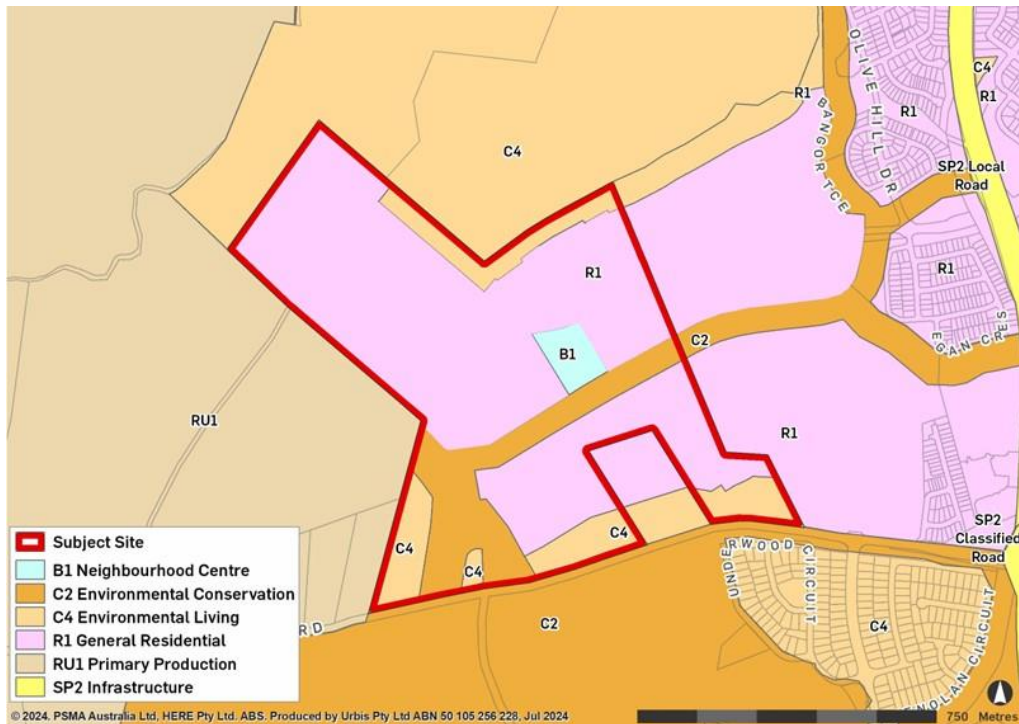 C4
R1
BANGOR TCE
OLIVE HILL DR
R1
C4
R1
SP2 Local
Road
R1
R1
EGAN CRES
B1
C2
RU1
R1
C4
C4
C4
C2
RD
UNDERWOOD CIRCUIT
CIRCUIT
C4
NOLAN CIRCUIT
SP2
Classified
Road
Subject Site
B1 Neighbourhood Centre
C2 Environmental Conservation
C4 Environmental Living
R1 General Residential
RU1 Primary Production
SP2 Infrastructure
© 2024. PSMA Australia Ltd, HERE Pty Ltd. ABS. Produced by Urbis Pty Ltd ABN 50 105 256 228, Jul 2024
750 Metres